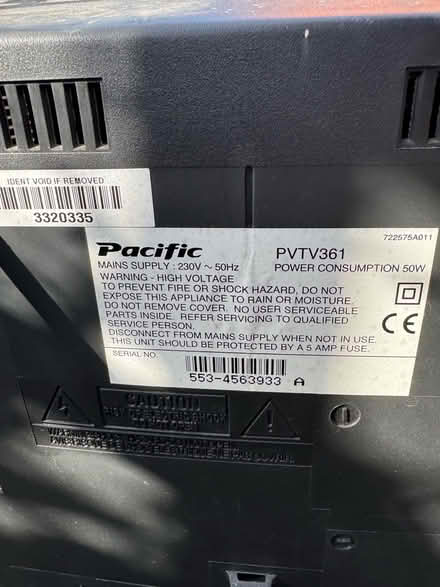 IDENT VOID IF REMOVED
3320335
722575A011
Pacific PVTV361
MAINS SUPPLY : 230V ~ 50Hz POWER CONSUMPTION 50W
WARNING - HIGH VOLTAGE
TO PREVENT FIRE OR SHOCK HAZARD, DO NOT
EXPOSE THIS APPLIANCE TO RAIN OR MOISTURE.
DO NOT REMOVE COVER. NO USER SERVICEABLE
PARTS INSIDE. REFER SERVICING TO QUALIFIED
SERVICE PERSON.
DISCONNECT FROM MAINS SUPPLY WHEN NOT IN USE.
THIS UNIT SHOULD BE PROTECTED BY A 5 AMP FUSE.
CE
SERIAL NO.
553-4563933 A
CAUTION